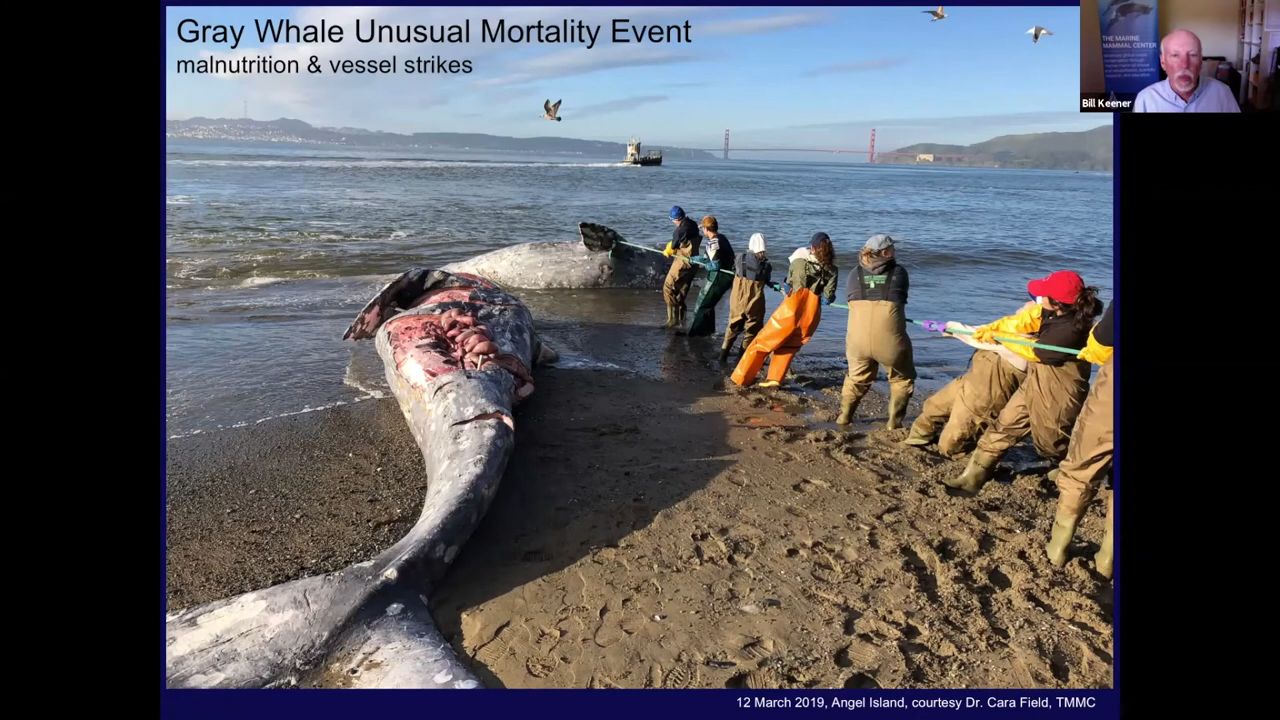 Gray Whale Unusual Mortality Event
malnutrition & vessel strikes
THE MARINE
MAMMAL CENTER
Bill Keener
12 March 2019, Angel Island, courtesy Dr. Cara Field, TMMC